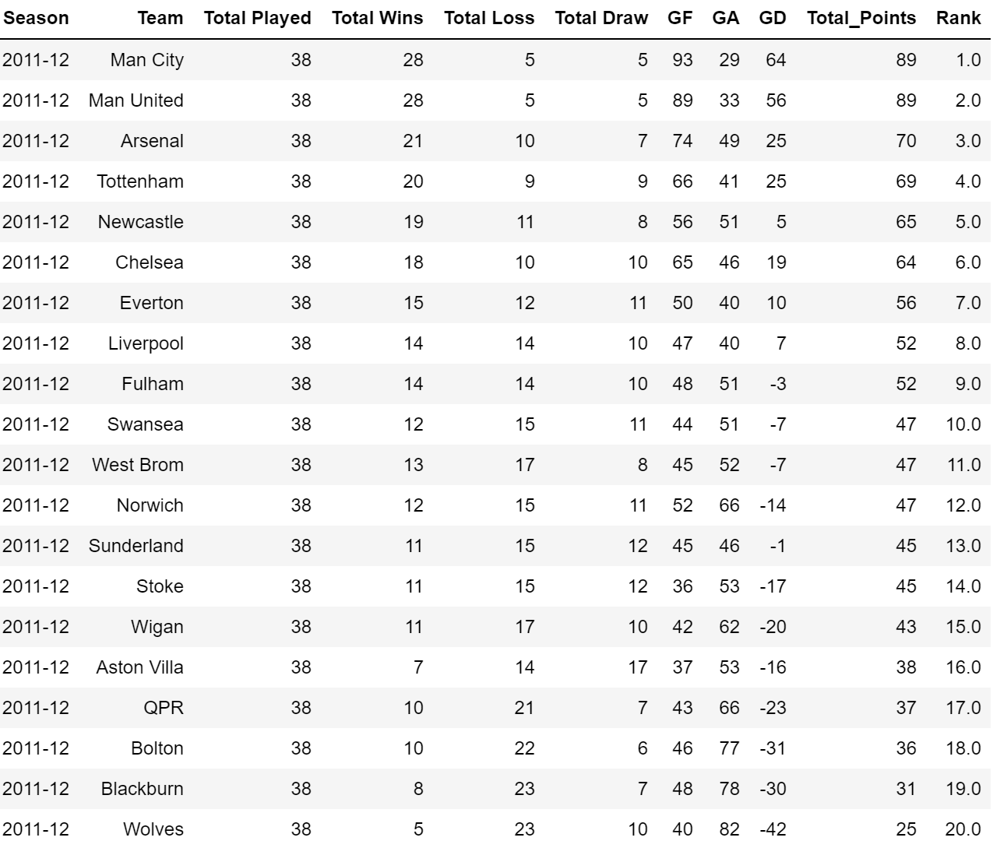 Season Team Total Played Total Wins Total Loss Total Draw GF GA GD Total_Points Rank
2011-12 Man City 38 28 5 5 93 29 64 89 1.0
2011-12 Man United 38 28 5 5 89 33 56 89 2.0
2011-12 Arsenal 38 21 10 7 74 49 25 70 3.0
2011-12 Tottenham 38 20 9 9 66 41 25 69 4.0
2011-12 Newcastle 38 19 11 8 56 51 5 65 5.0
2011-12 Chelsea 38 18 10 10 65 46 19 64 6.0
2011-12 Everton 38 15 12 11 50 40 10 56 7.0
2011-12 Liverpool 38 14 14 10 47 40 7 52 8.0
2011-12 Fulham 38 14 14 10 48 51 -3 52 9.0
2011-12 Swansea 38 12 15 11 44 51 -7 47 10.0
2011-12 West Brom 38 13 17 8 45 52 -7 47 11.0
2011-12 Norwich 38 12 15 11 52 66 -14 47 12.0
2011-12 Sunderland 38 11 15 12 45 46 -1 45 13.0
2011-12 Stoke 38 11 15 12 36 53 -17 45 14.0
2011-12 Wigan 38 11 17 10 42 62 -20 43 15.0
2011-12 Aston Villa 38 7 14 17 37 53 -16 38 16.0
2011-12 QPR 38 10 21 7 43 66 -23 37 17.0
2011-12 Bolton 38 10 22 6 46 77 -31 36 18.0
2011-12 Blackburn 38 8 23 7 48 78 -30 31 19.0
2011-12 Wolves 38 5 23 10 40 82 -42 25 20.0